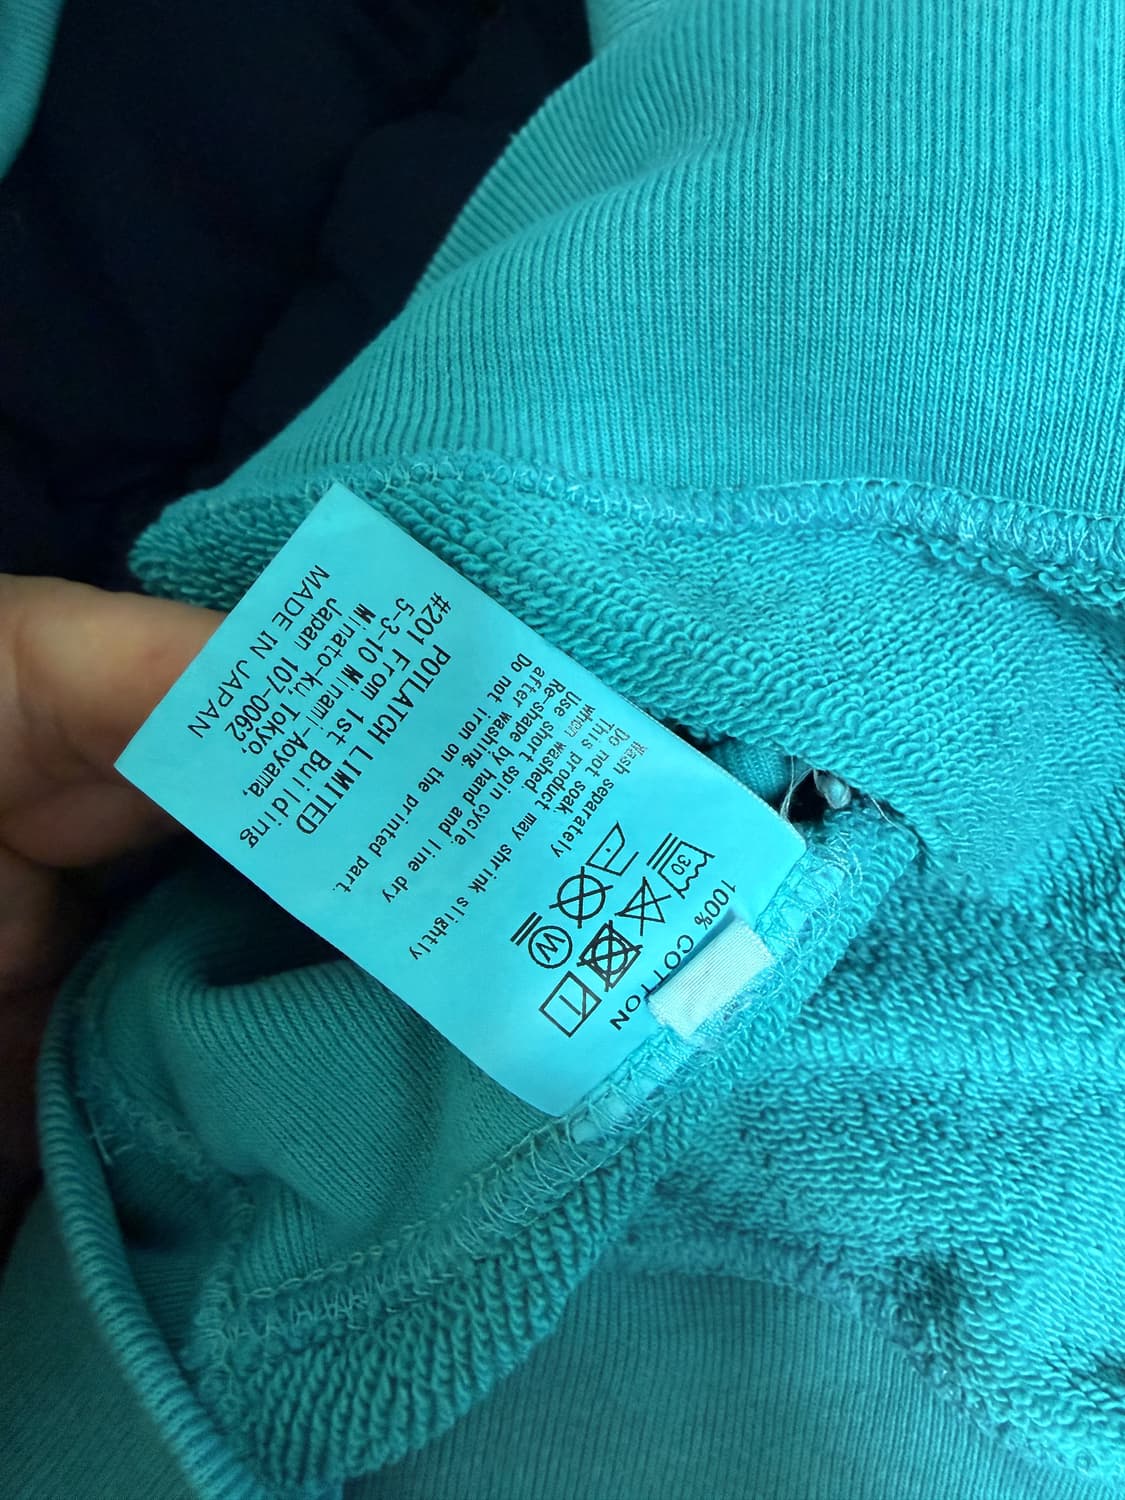 100% COTTON
30
W
Wash separately
Do not soak.
This product may shrink slightly
when washed.
Use short spin cycle.
Re-shape by hand and line dry
after washing.
Do not iron on the printed part.
POTLATCH LIMITED
#201 From 1st Building
5-3-10 Minami-Aoyama,
Minato-ku, Tokyo,
Japan 107-0062
MADE IN JAPAN